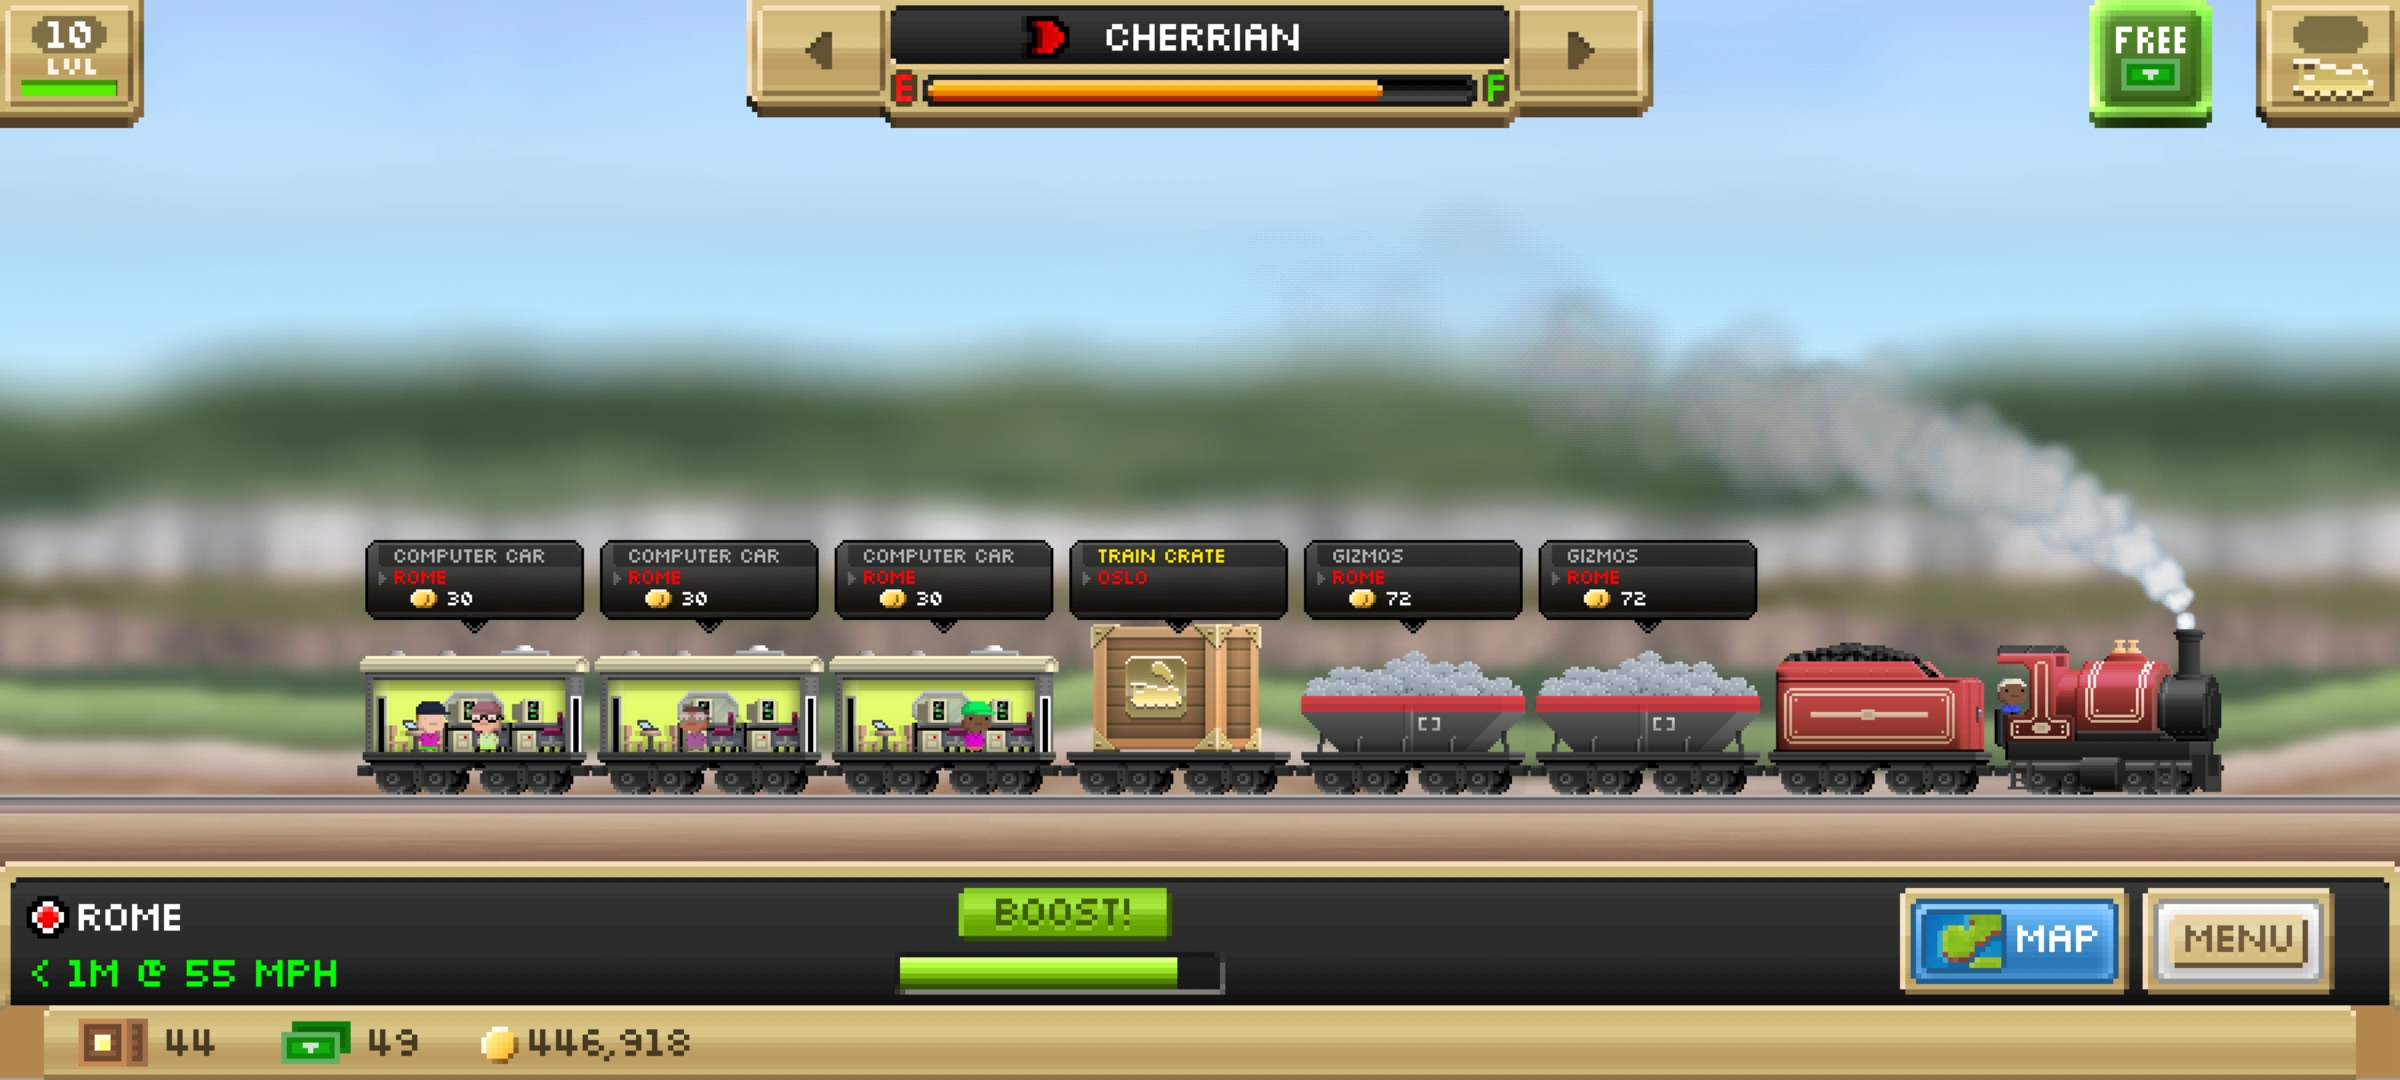 10
LVL
CHERRIAN
E
F
FREE
COMPUTER CAR
ROME
30
COMPUTER CAR
ROME
30
COMPUTER CAR
ROME
30
TRAIN CRATE
OSLO
GIZMOS
ROME
72
GIZMOS
ROME
72
ROME
< 1M @ 55 MPH
BOOST!
MAP
MENU
44
49
446,918